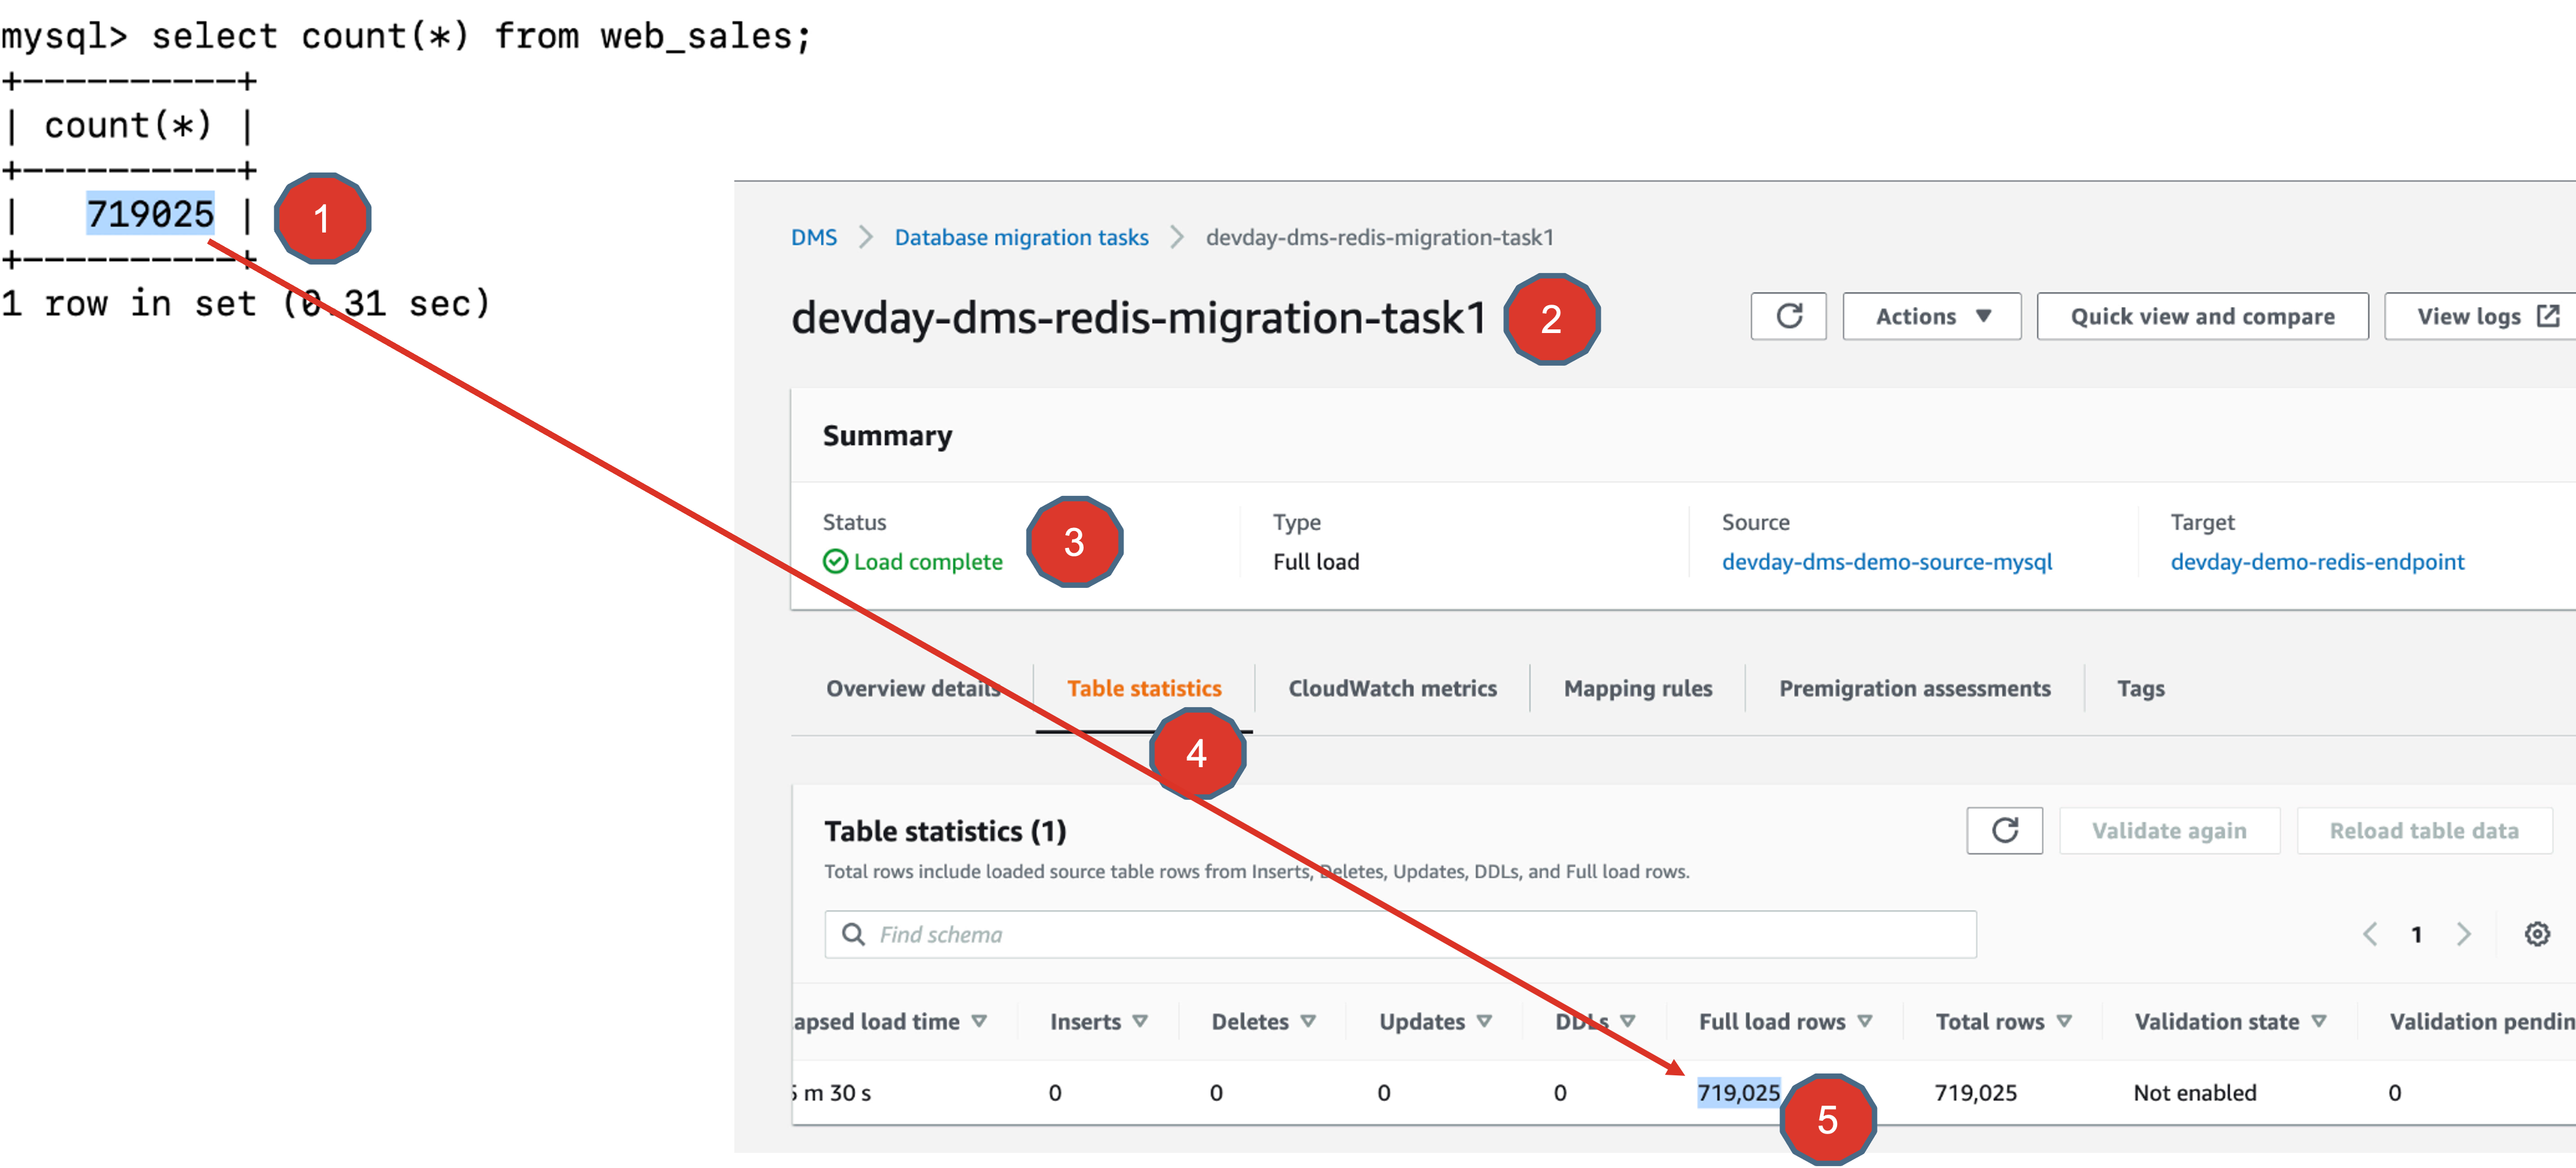 mysql> select count(*) from web_sales;
+----------+
| count(*) |
+----------+
|   719025 |
+----------+
1 row in set (0.31 sec)
1
DMS > Database migration tasks > devday-dms-redis-migration-task1
devday-dms-redis-migration-task1
2
Actions
Quick view and compare
View logs
Summary
Status
Load complete
3
Type
Full load
Source
devday-dms-demo-source-mysql
Target
devday-demo-redis-endpoint
Overview details
Table statistics
CloudWatch metrics
Mapping rules
Premigration assessments
Tags
4
Table statistics (1)
Validate again
Reload table data
Total rows include loaded source table rows from Inserts, Deletes, Updates, DDLs, and Full load rows.
Find schema
1
apsed load time Inserts Deletes Updates DDLs Full load rows Total rows Validation state Validation pendin
m 30 s 0 0 0 0 719,025 719,025 Not enabled 0
5